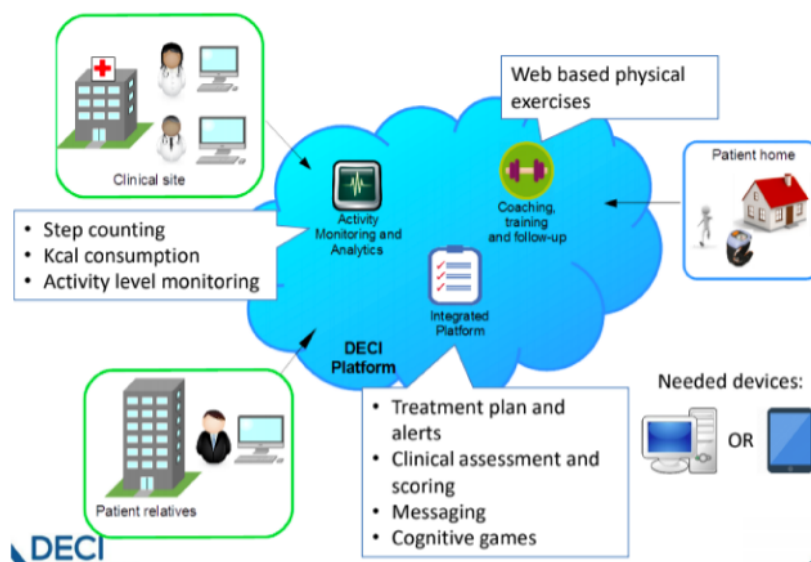 Clinical site
Web based physical
exercises
Patient home
Activity
Monitoring and
Analytics
Coaching,
training
and follow-up
• Step counting
• Kcal consumption
• Activity level monitoring
Integrated
Platform
DECI
Platform
Patient relatives
• Treatment plan and
alerts
• Clinical assessment and
scoring
• Messaging
• Cognitive games
Needed devices:
OR
DECI